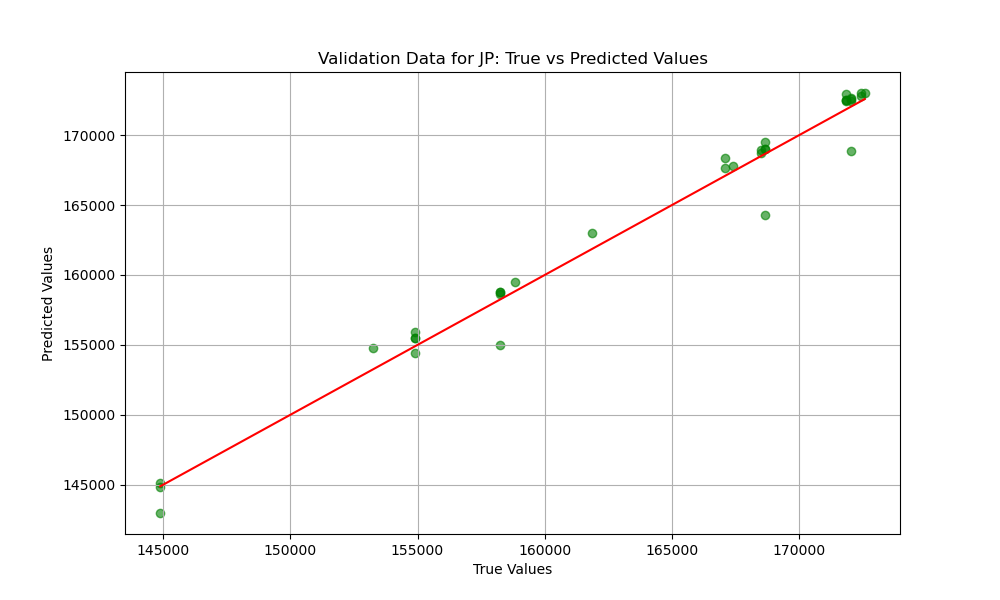 Validation Data for JP: True vs Predicted Values
Predicted Values
170000
165000
160000
155000
150000
145000
145000 150000 155000 160000 165000 170000
True Values